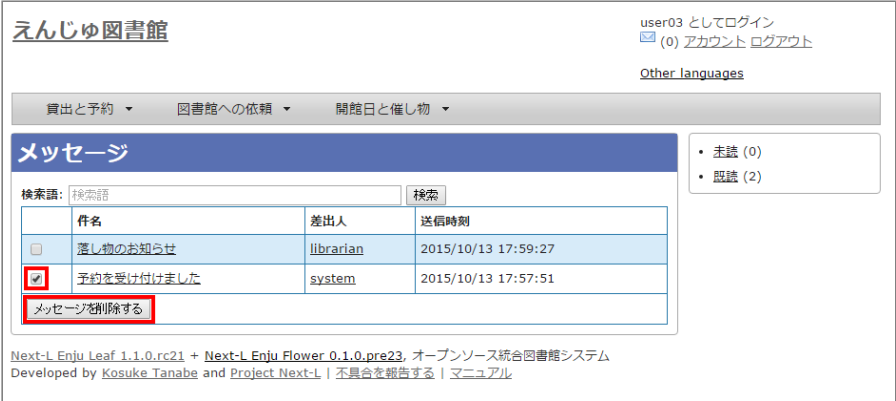 えんじゅ図書館
user03 としてログイン
(0) アカウント ログアウト
Other languages
貸出と予約 ▼ 図書館への依頼 ▼ 開館日と催し物 ▼
メッセージ
• 未読 (0)
• 既読 (2)
検索語: 検索語 検索
件名 差出人 送信時刻
落し物のお知らせ librarian 2015/10/13 17:59:27
予約を受け付けました system 2015/10/13 17:57:51
メッセージを削除する
Next-L Enju Leaf 1.1.0.rc21 + Next-L Enju Flower 0.1.0.pre23, オープンソース統合図書館システム
Developed by Kosuke Tanabe and Project Next-L | 不具合を報告する | マニュアル